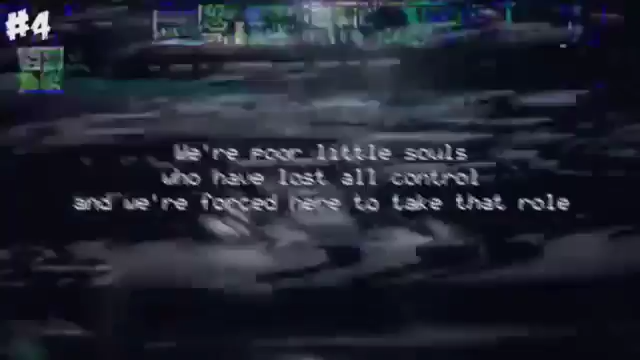 #4
We're poor little souls
who have lost all control
and we're forced here to take that role